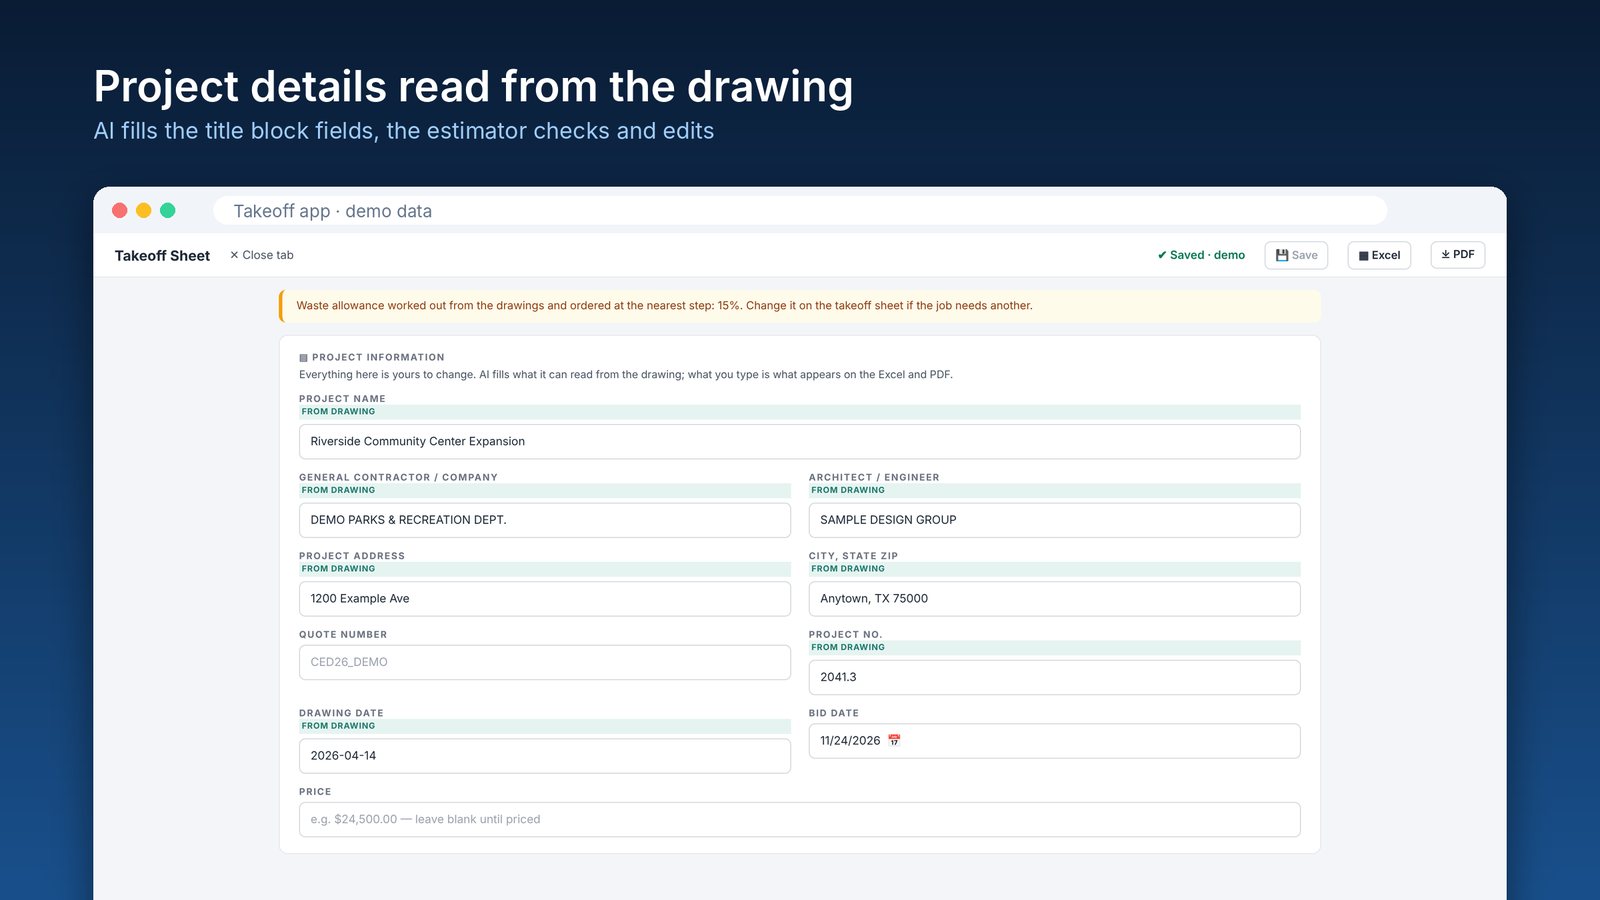 Project details read from the drawing
AI fills the title block fields, the estimator checks and edits
Takeoff app · demo data
Takeoff Sheet
✕ Close tab
✔ Saved · demo
💾 Save
■ Excel
PDF
Waste allowance worked out from the drawings and ordered at the nearest step: 15%. Change it on the takeoff sheet if the job needs another.
PROJECT INFORMATION
Everything here is yours to change. AI fills what it can read from the drawing; what you type is what appears on the Excel and PDF.
PROJECT NAME
FROM DRAWING
Riverside Community Center Expansion
GENERAL CONTRACTOR / COMPANY
FROM DRAWING
DEMO PARKS & RECREATION DEPT.
ARCHITECT / ENGINEER
FROM DRAWING
SAMPLE DESIGN GROUP
PROJECT ADDRESS
FROM DRAWING
1200 Example Ave
CITY, STATE ZIP
FROM DRAWING
Anytown, TX 75000
QUOTE NUMBER
CED26_DEMO
PROJECT NO.
FROM DRAWING
2041.3
DRAWING DATE
FROM DRAWING
2026-04-14
BID DATE
11/24/2026 📅
PRICE
e.g. $24,500.00 — leave blank until priced